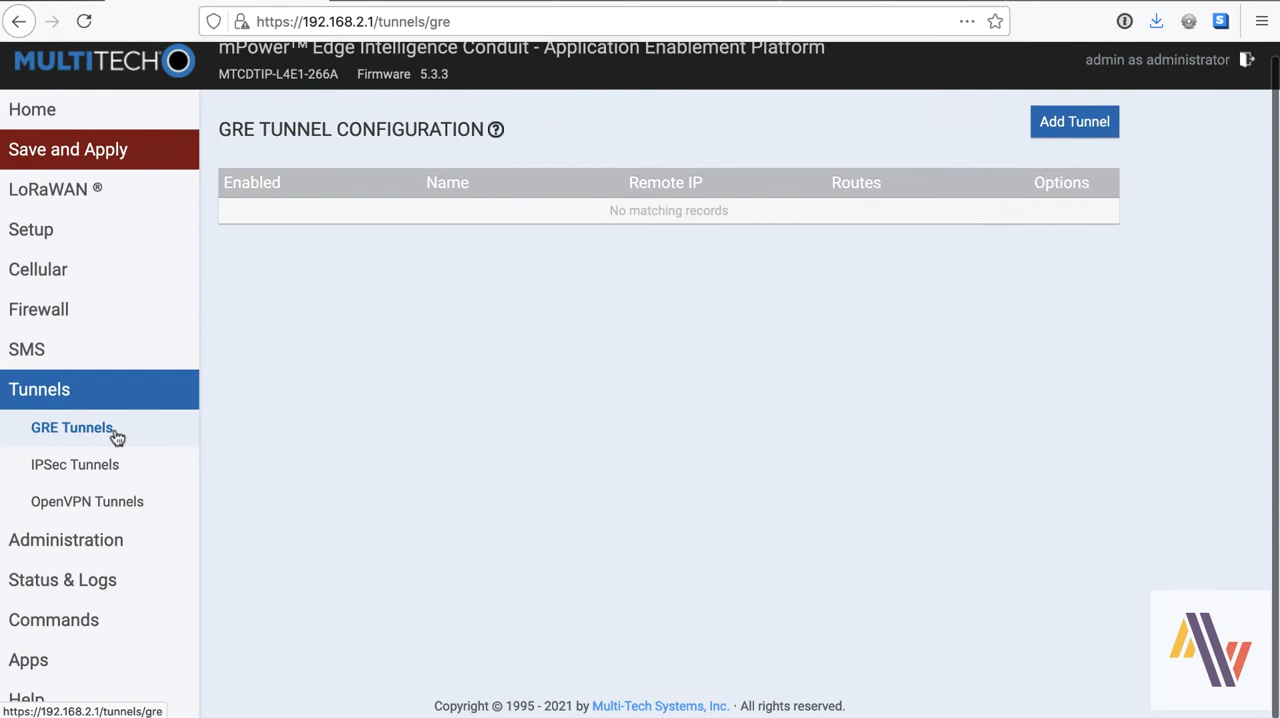 https://192.168.2.1/tunnels/gre
MULTITECH
mPower™ Edge Intelligence Conduit - Application Enablement Platform
MTCDTIP-L4E1-266A Firmware 5.3.3
admin as administrator
Home
Save and Apply
LoRaWAN ®
Setup
Cellular
Firewall
SMS
Tunnels
GRE Tunnels
IPSec Tunnels
OpenVPN Tunnels
Administration
Status & Logs
Commands
Apps
Help
https://192.168.2.1/tunnels/gre
GRE TUNNEL CONFIGURATION ?
Add Tunnel
Enabled Name Remote IP Routes Options
No matching records
Copyright © 1995 - 2021 by Multi-Tech Systems, Inc. · All rights reserved.